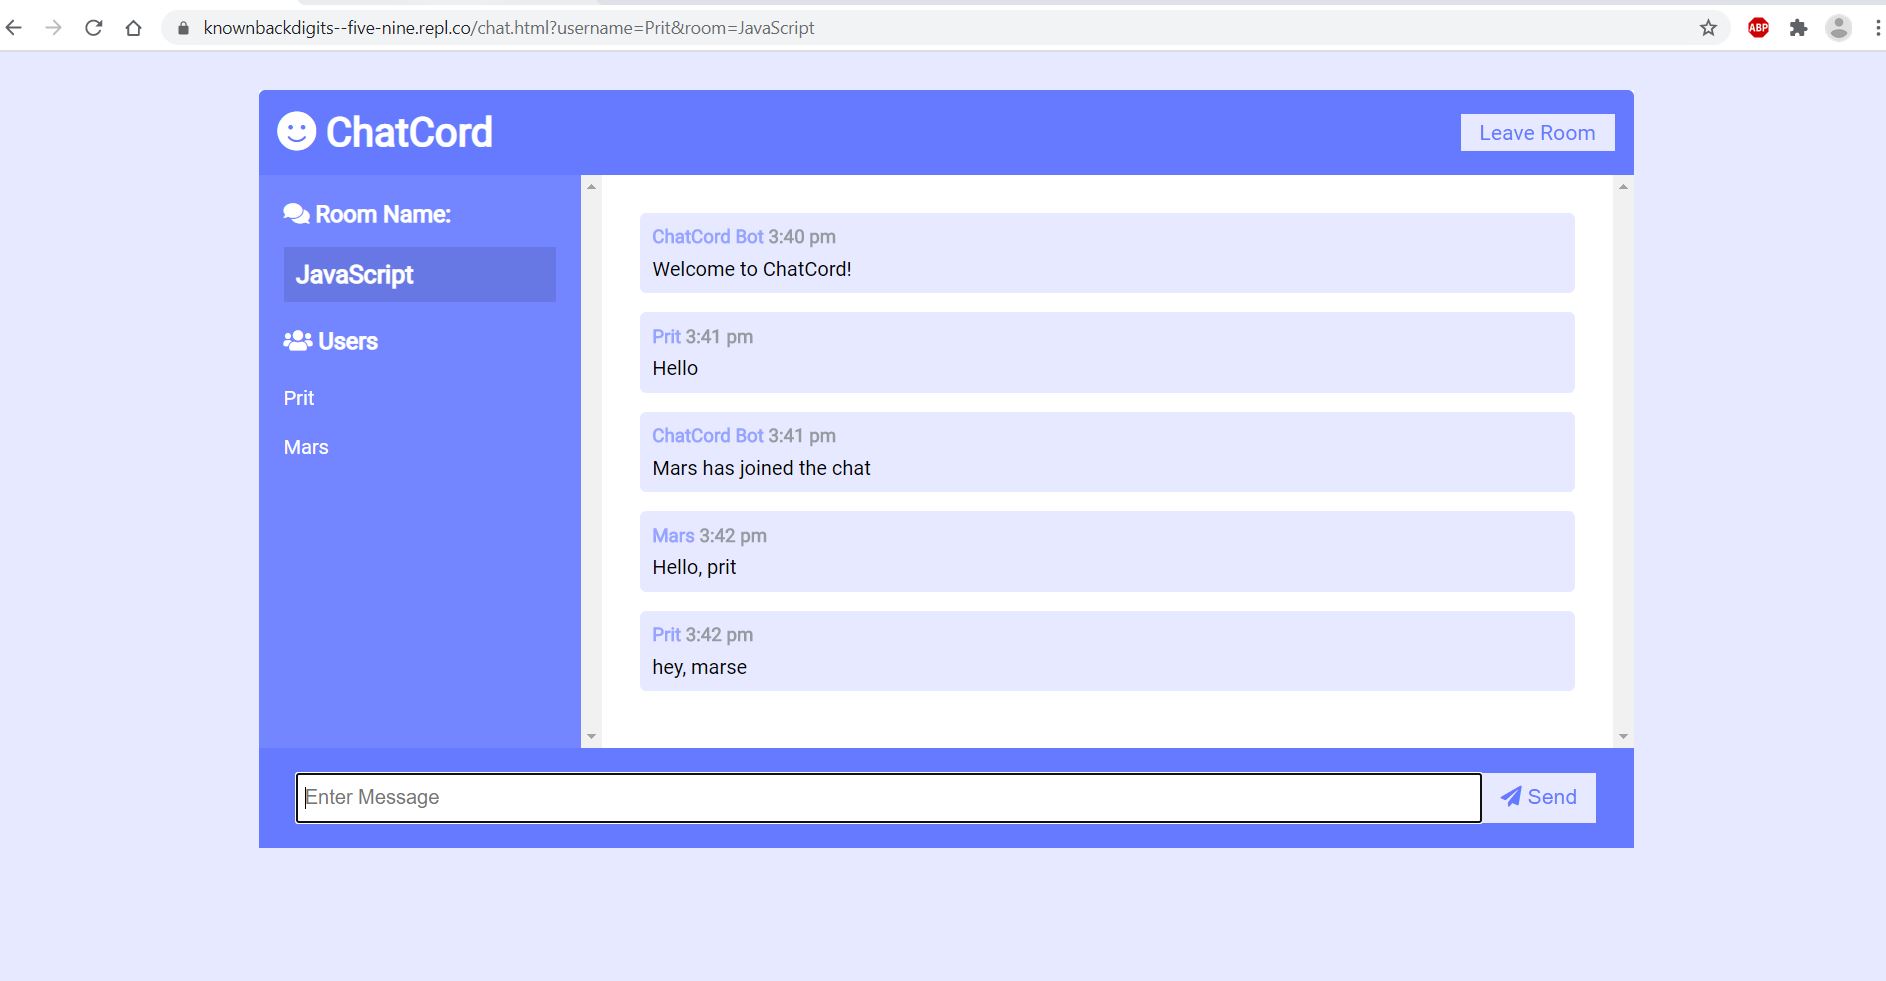 knownbackdigits--five-nine.repl.co/chat.html?username=Prit&room=JavaScript
ABP
ChatCord
Leave Room
Room Name:
JavaScript
Users
Prit
Mars
ChatCord Bot 3:40 pm
Welcome to ChatCord!
Prit 3:41 pm
Hello
ChatCord Bot 3:41 pm
Mars has joined the chat
Mars 3:42 pm
Hello, prit
Prit 3:42 pm
hey, marse
Enter Message
Send